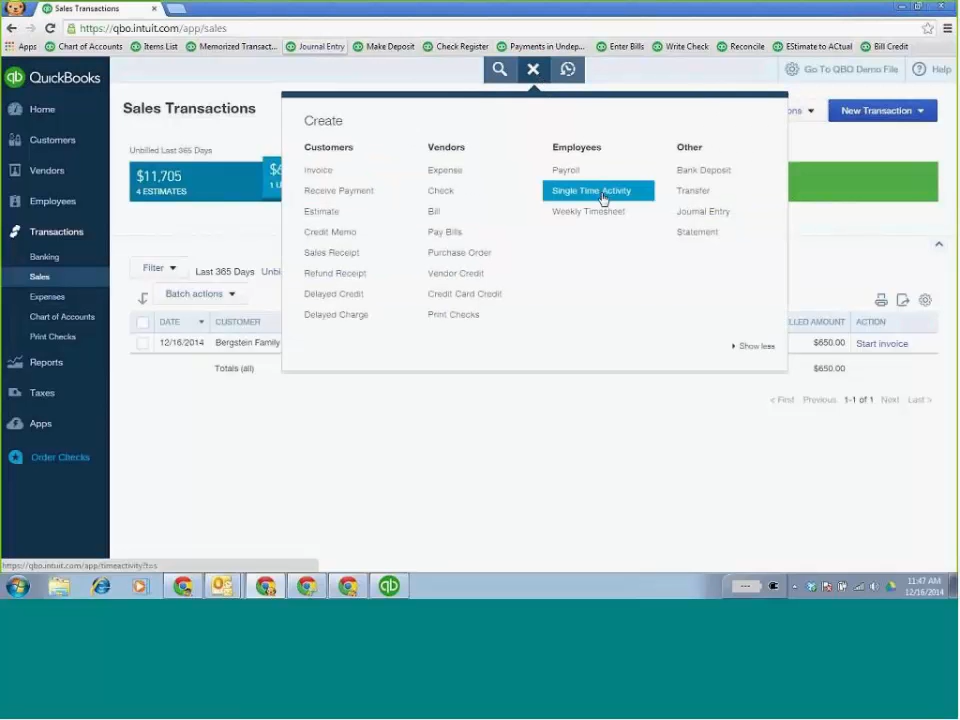 Sales Transactions
https://qbo.intuit.com/app/sales
Apps Chart of Accounts Items List Memorized Transact... Journal Entry Make Deposit Check Register Payments in Undep... Enter Bills Write Check Reconcile EStimate to ACtual Bill Credit
qb QuickBooks
Go To QBO Demo File Help
Home
Customers
Vendors
Employees
Transactions
Banking
Sales
Expenses
Chart of Accounts
Print Checks
Reports
Taxes
Apps
Order Checks
Sales Transactions
ons New Transaction
Unbilled Last 365 Days
$11,705
4 ESTIMATES
Create
Customers
Invoice
Receive Payment
Estimate
Credit Memo
Sales Receipt
Refund Receipt
Delayed Credit
Delayed Charge
Vendors
Expense
Check
Bill
Pay Bills
Purchase Order
Vendor Credit
Credit Card Credit
Print Checks
Employees
Payroll
Single Time Activity
Weekly Timesheet
Other
Bank Deposit
Transfer
Journal Entry
Statement
Show less
Filter Last 365 Days Unbi
Batch actions
DATE CUSTOMER LLED AMOUNT ACTION
12/16/2014 Bergstein Family $650.00 Start invoice
Totals (all) $650.00
< First Previous 1-1 of 1 Next Last >
https://qbo.intuit.com/app/timeactivity?t=s
11:47 AM
12/16/2014